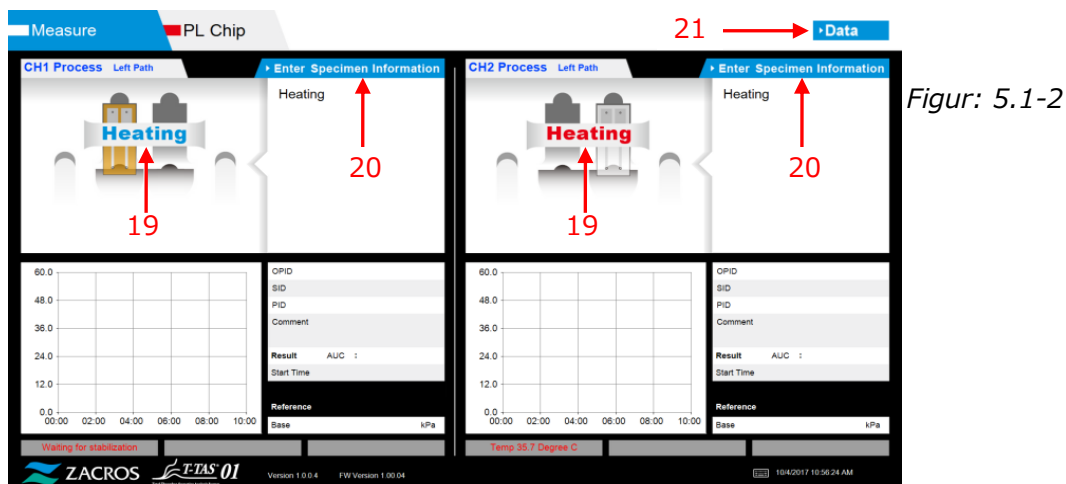 Measure
PL Chip
21
Data
Figur: 5.1-2
CH1 Process Left Path
Enter Specimen Information
Heating
Heating
19
20
CH2 Process Left Path
Enter Specimen Information
Heating
Heating
19
20
60.0
48.0
36.0
24.0
12.0
0.0
00:00 02:00 04:00 06:00 08:00 10:00
OPID
SID
PID
Comment
Result AUC :
Start Time
Reference
Base kPa
60.0
48.0
36.0
24.0
12.0
0.0
00:00 02:00 04:00 06:00 08:00 10:00
OPID
SID
PID
Comment
Result AUC :
Start Time
Reference
Base kPa
Waiting for stabilization
Temp 35.7 Degree C
ZACROS T-TAS 01 Version 1.0.0.4 FW Version 1.00.04 10/4/2017 10:56:24 AM